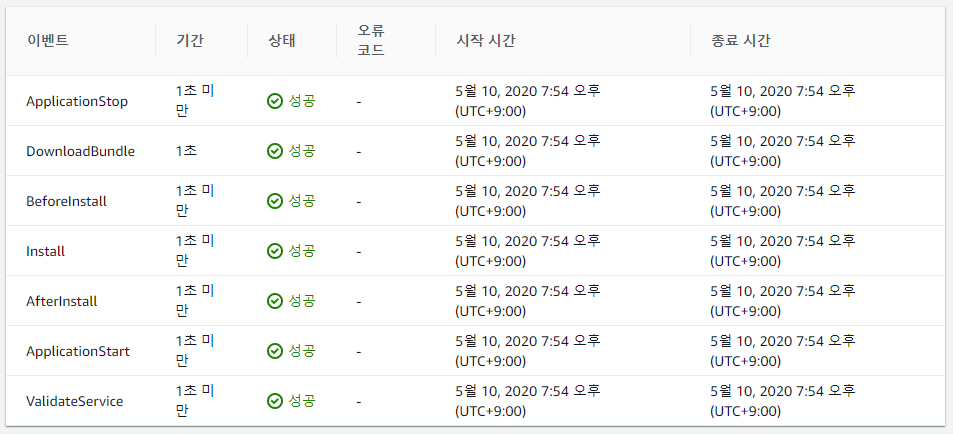 이벤트 기간 상태 오류 코드 시작 시간 종료 시간
ApplicationStop 1초 미만 성공 - 5월 10, 2020 7:54 오후 (UTC+9:00) 5월 10, 2020 7:54 오후 (UTC+9:00)
DownloadBundle 1초 성공 - 5월 10, 2020 7:54 오후 (UTC+9:00) 5월 10, 2020 7:54 오후 (UTC+9:00)
BeforeInstall 1초 미만 성공 - 5월 10, 2020 7:54 오후 (UTC+9:00) 5월 10, 2020 7:54 오후 (UTC+9:00)
Install 1초 미만 성공 - 5월 10, 2020 7:54 오후 (UTC+9:00) 5월 10, 2020 7:54 오후 (UTC+9:00)
AfterInstall 1초 미만 성공 - 5월 10, 2020 7:54 오후 (UTC+9:00) 5월 10, 2020 7:54 오후 (UTC+9:00)
ApplicationStart 1초 미만 성공 - 5월 10, 2020 7:54 오후 (UTC+9:00) 5월 10, 2020 7:54 오후 (UTC+9:00)
ValidateService 1초 미만 성공 - 5월 10, 2020 7:54 오후 (UTC+9:00) 5월 10, 2020 7:54 오후 (UTC+9:00)